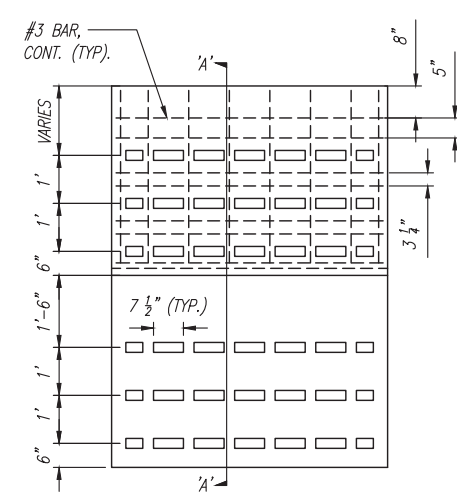 #3 BAR,
CONT. (TYP).
'A'
8"
5"
VARIES
1'
1'
3 1/4"
6"
1'-6"
7 1/2" (TYP.)
1'
1'
6"
'A'